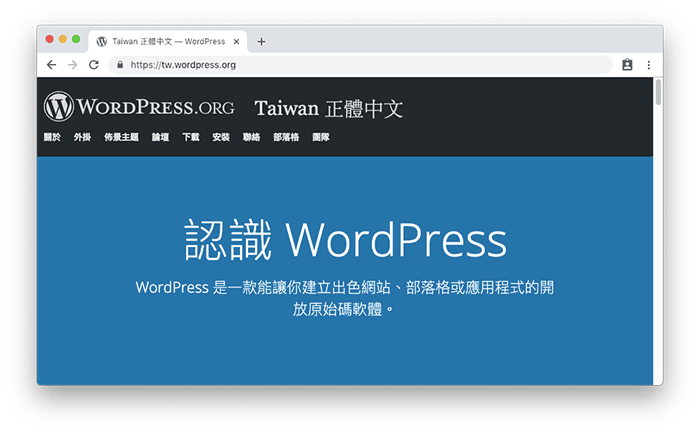 Taiwan 正體中文 — WordPress
https://tw.wordpress.org
WORDPRESS.ORG Taiwan 正體中文
關於 外掛 佈景主題 論壇 下載 安裝 聯絡 部落格 團隊
認識 WordPress
WordPress 是一款能讓你建立出色網站、部落格或應用程式的開
放原始碼軟體。